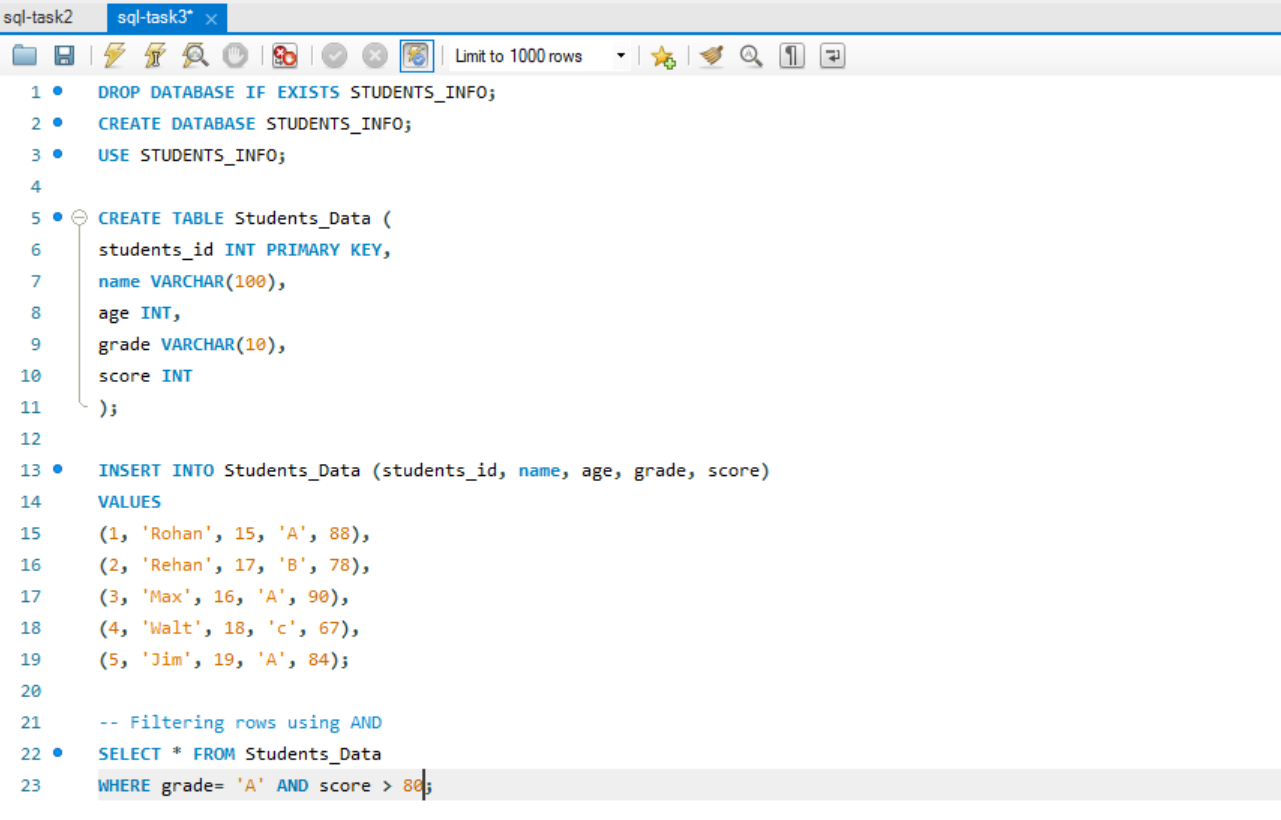 sql-task2 sql-task3* ×
Limit to 1000 rows
1 DROP DATABASE IF EXISTS STUDENTS_INFO;
2 CREATE DATABASE STUDENTS_INFO;
3 USE STUDENTS_INFO;
4
5 CREATE TABLE Students_Data (
6 students_id INT PRIMARY KEY,
7 name VARCHAR(100),
8 age INT,
9 grade VARCHAR(10),
10 score INT
11 );
12
13 INSERT INTO Students_Data (students_id, name, age, grade, score)
14 VALUES
15 (1, 'Rohan', 15, 'A', 88),
16 (2, 'Rehan', 17, 'B', 78),
17 (3, 'Max', 16, 'A', 90),
18 (4, 'Walt', 18, 'c', 67),
19 (5, 'Jim', 19, 'A', 84);
20
21 -- Filtering rows using AND
22 SELECT * FROM Students_Data
23 WHERE grade= 'A' AND score > 80;